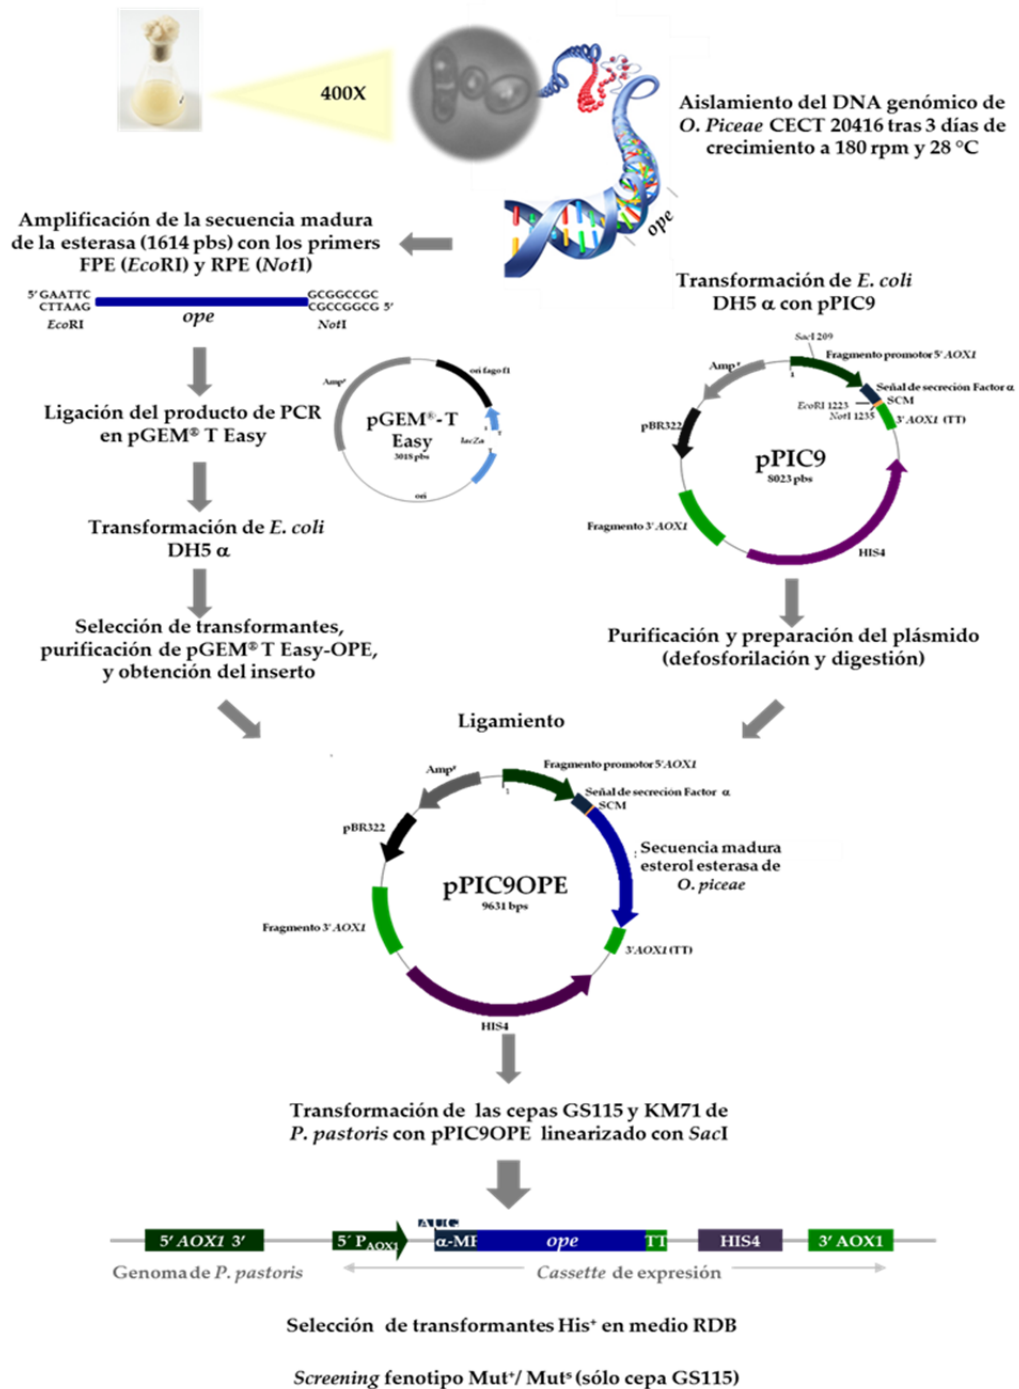 400X
Aislamiento del DNA genómico de
O. Piceae CECT 20416 tras 3 días de
crecimiento a 180 rpm y 28 °C
ope
Amplificación de la secuencia madura
de la esterasa (1614 pbs) con los primers
FPE (EcoRI) y RPE (NotI)
5' GAATTC
CTTAAG
GCGGCCGC
CGCCGGCG 5'
EcoRI
ope
NotI
Ligación del producto de PCR
en pGEM® T Easy
Ampʳ
ori fago f1
pGEM®-T
Easy
3018 pbs
lacZα
ori
Transformación de E. coli
DH5 α
Selección de transformantes,
purificación de pGEM® T Easy-OPE,
y obtención del inserto
Transformación de E. coli
DH5 α con pPIC9
SacI 209
Fragmento promotor 5' AOX1
Ampʳ
1
Señal de secreción Factor α
SCM
EcoRI 1223
NotI 1235
3'AOX1 (TT)
pBR322
pPIC9
8023 pbs
Fragmento 3' AOX1
HIS4
Purificación y preparación del plásmido
(defosforilación y digestión)
Ligamiento
Fragmento promotor 5'AOX1
Ampʳ
1
Señal de secreción Factor α
SCM
pBR322
Secuencia madura
esterol esterasa de
O. piceae
pPIC9OPE
9631 bps
Fragmento 3' AOX1
3'AOX1 (TT)
HIS4
Transformación de las cepas GS115 y KM71 de
P. pastoris con pPIC9OPE linearizado con SacI
AUG
5' AOX1 3'
5´ PAOX1
α-MF
ope
TT
HIS4
3´ AOX1
Genoma de P. pastoris
Cassette de expresión
Selección de transformantes His⁺ en medio RDB
Screening fenotipo Mut⁺/ Mutˢ (sólo cepa GS115)